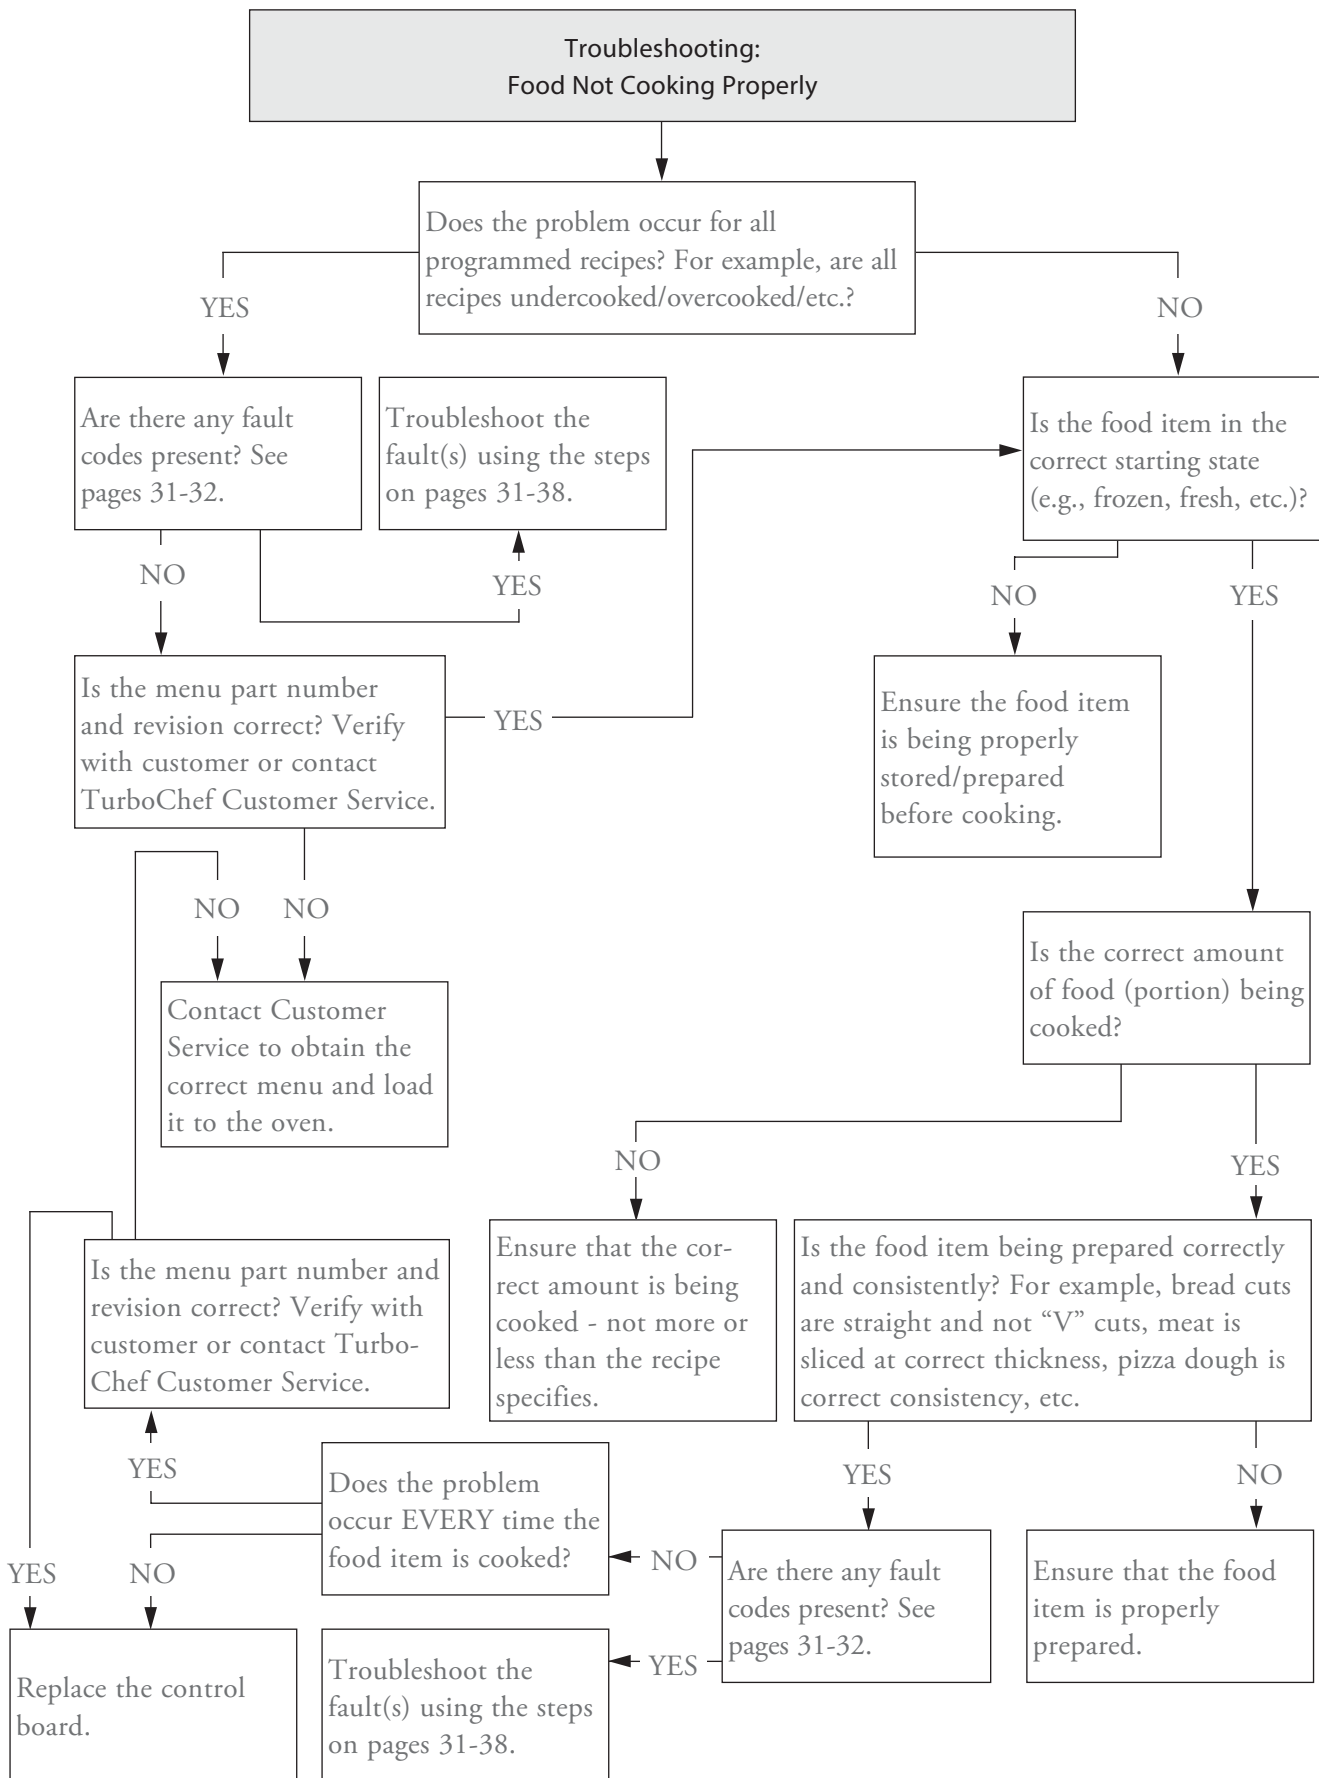 Troubleshooting:
Food Not Cooking Properly
Does the problem occur for all
programmed recipes? For example, are all
recipes undercooked/overcooked/etc.?
YES
NO
Are there any fault
codes present? See
pages 31-32.
Troubleshoot the
fault(s) using the steps
on pages 31-38.
Is the food item in the
correct starting state
(e.g., frozen, fresh, etc.)?
NO
YES
NO
YES
Is the menu part number
and revision correct? Verify
with customer or contact
TurboChef Customer Service.
YES
Ensure the food item
is being properly
stored/prepared
before cooking.
NO
NO
Is the correct amount
of food (portion) being
cooked?
Contact Customer
Service to obtain the
correct menu and load
it to the oven.
NO
YES
Is the menu part number and
revision correct? Verify with
customer or contact Turbo-
Chef Customer Service.
Ensure that the cor-
rect amount is being
cooked - not more or
less than the recipe
specifies.
Is the food item being prepared correctly
and consistently? For example, bread cuts
are straight and not “V” cuts, meat is
sliced at correct thickness, pizza dough is
correct consistency, etc.
YES
Does the problem
occur EVERY time the
food item is cooked?
YES
NO
YES
NO
NO
Are there any fault
codes present? See
pages 31-32.
Ensure that the food
item is properly
prepared.
YES
Replace the control
board.
Troubleshoot the
fault(s) using the steps
on pages 31-38.